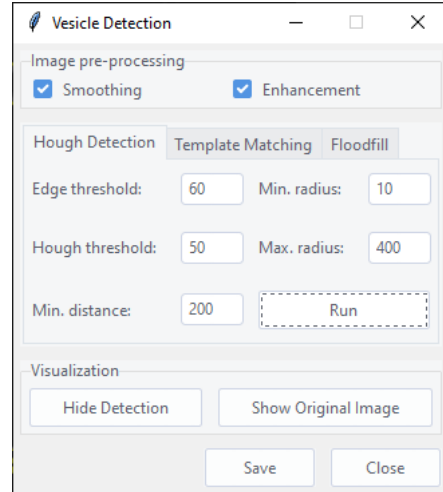 Vesicle Detection
Image pre-processing
Smoothing Enhancement
Hough Detection Template Matching Floodfill
Edge threshold: 60 Min. radius: 10
Hough threshold: 50 Max. radius: 400
Min. distance: 200 Run
Visualization
Hide Detection Show Original Image
Save Close